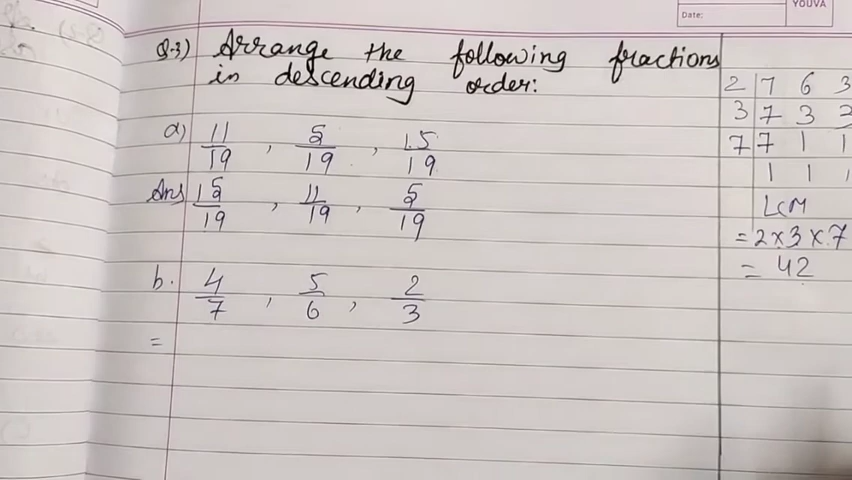 YOUVA
Date:
Q.3) Arrange the following fractions
in descending order:
a) 11/19 , 5/19 , 15/19
Ans 15/19 , 11/19 , 5/19
b. 4/7 , 5/6 , 2/3
=
2 | 7 6 3
3 | 7 3 3
7 | 7 1 1
1 1 1
LCM
= 2 × 3 × 7
= 42